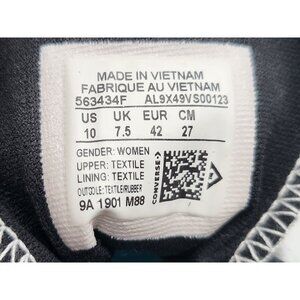 MADE IN VIETNAM
FABRIQUE AU VIETNAM
563434F AL9X49VS00123
US UK EUR CM
10 7.5 42 27
GENDER: WOMEN
UPPER: TEXTILE
LINING: TEXTILE
OUTSOLE: TEXTILE/RUBBER
9A 1901 M88
CONVERSE